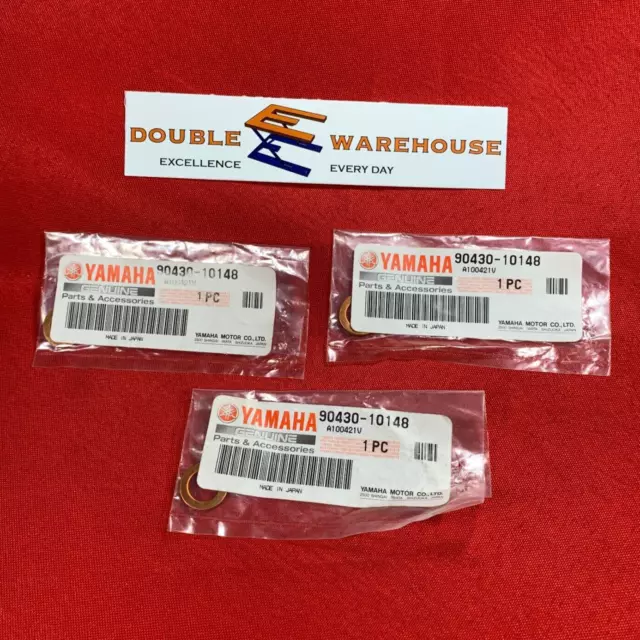 DOUBLE EE WAREHOUSE
EXCELLENCE EVERY DAY
YAMAHA 90430-10148
GENUINE
Parts & Accessories
1 PC
MADE IN JAPAN
YAMAHA MOTOR CO.,LTD.
YAMAHA 90430-10148
GENUINE A100421V
Parts & Accessories
1 PC
MADE IN JAPAN
YAMAHA MOTOR CO.,LTD.
YAMAHA 90430-10148
GENUINE A100421V
Parts & Accessories
1 PC
MADE IN JAPAN
YAMAHA MOTOR CO.,LTD.